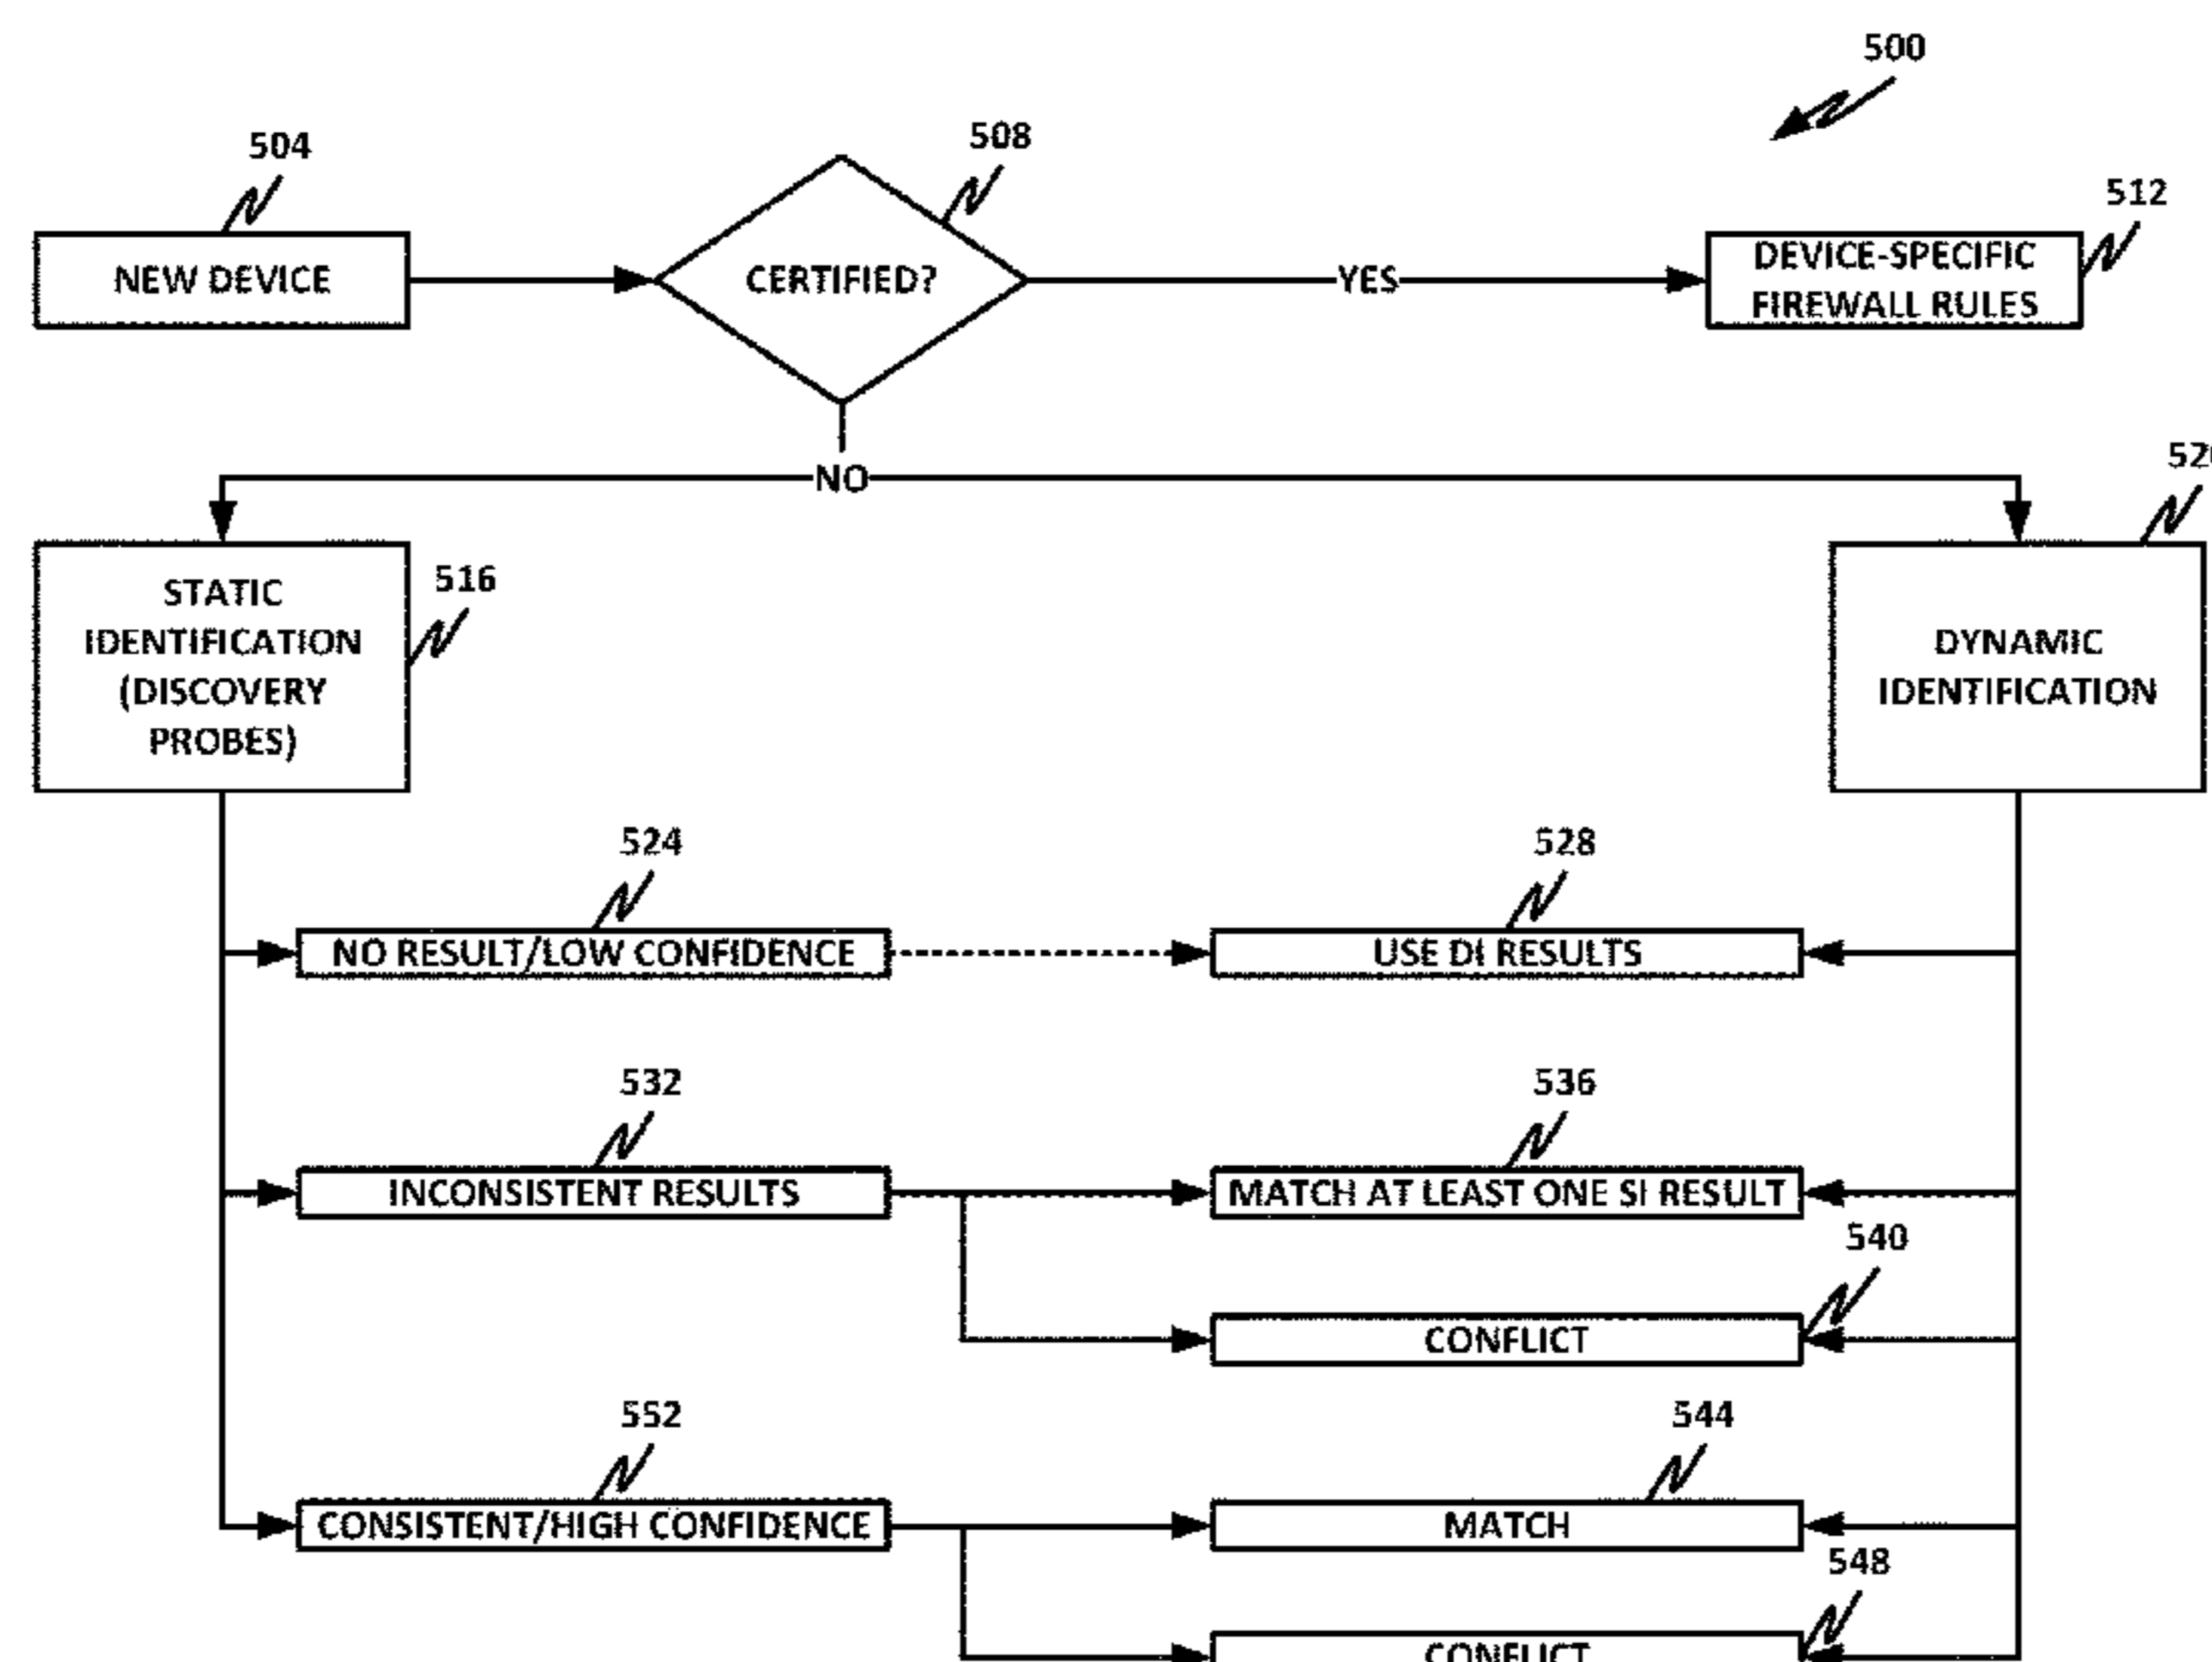 500
504
508
512
NEW DEVICE
CERTIFIED?
YES
DEVICE-SPECIFIC
FIREWALL RULES
NO
516
STATIC
IDENTIFICATION
(DISCOVERY
PROBES)
DYNAMIC
IDENTIFICATION
524
528
NO RESULT/LOW CONFIDENCE
USE DI RESULTS
532
536
INCONSISTENT RESULTS
MATCH AT LEAST ONE SI RESULT
540
CONFLICT
552
544
CONSISTENT/HIGH CONFIDENCE
MATCH
548
CONFLICT